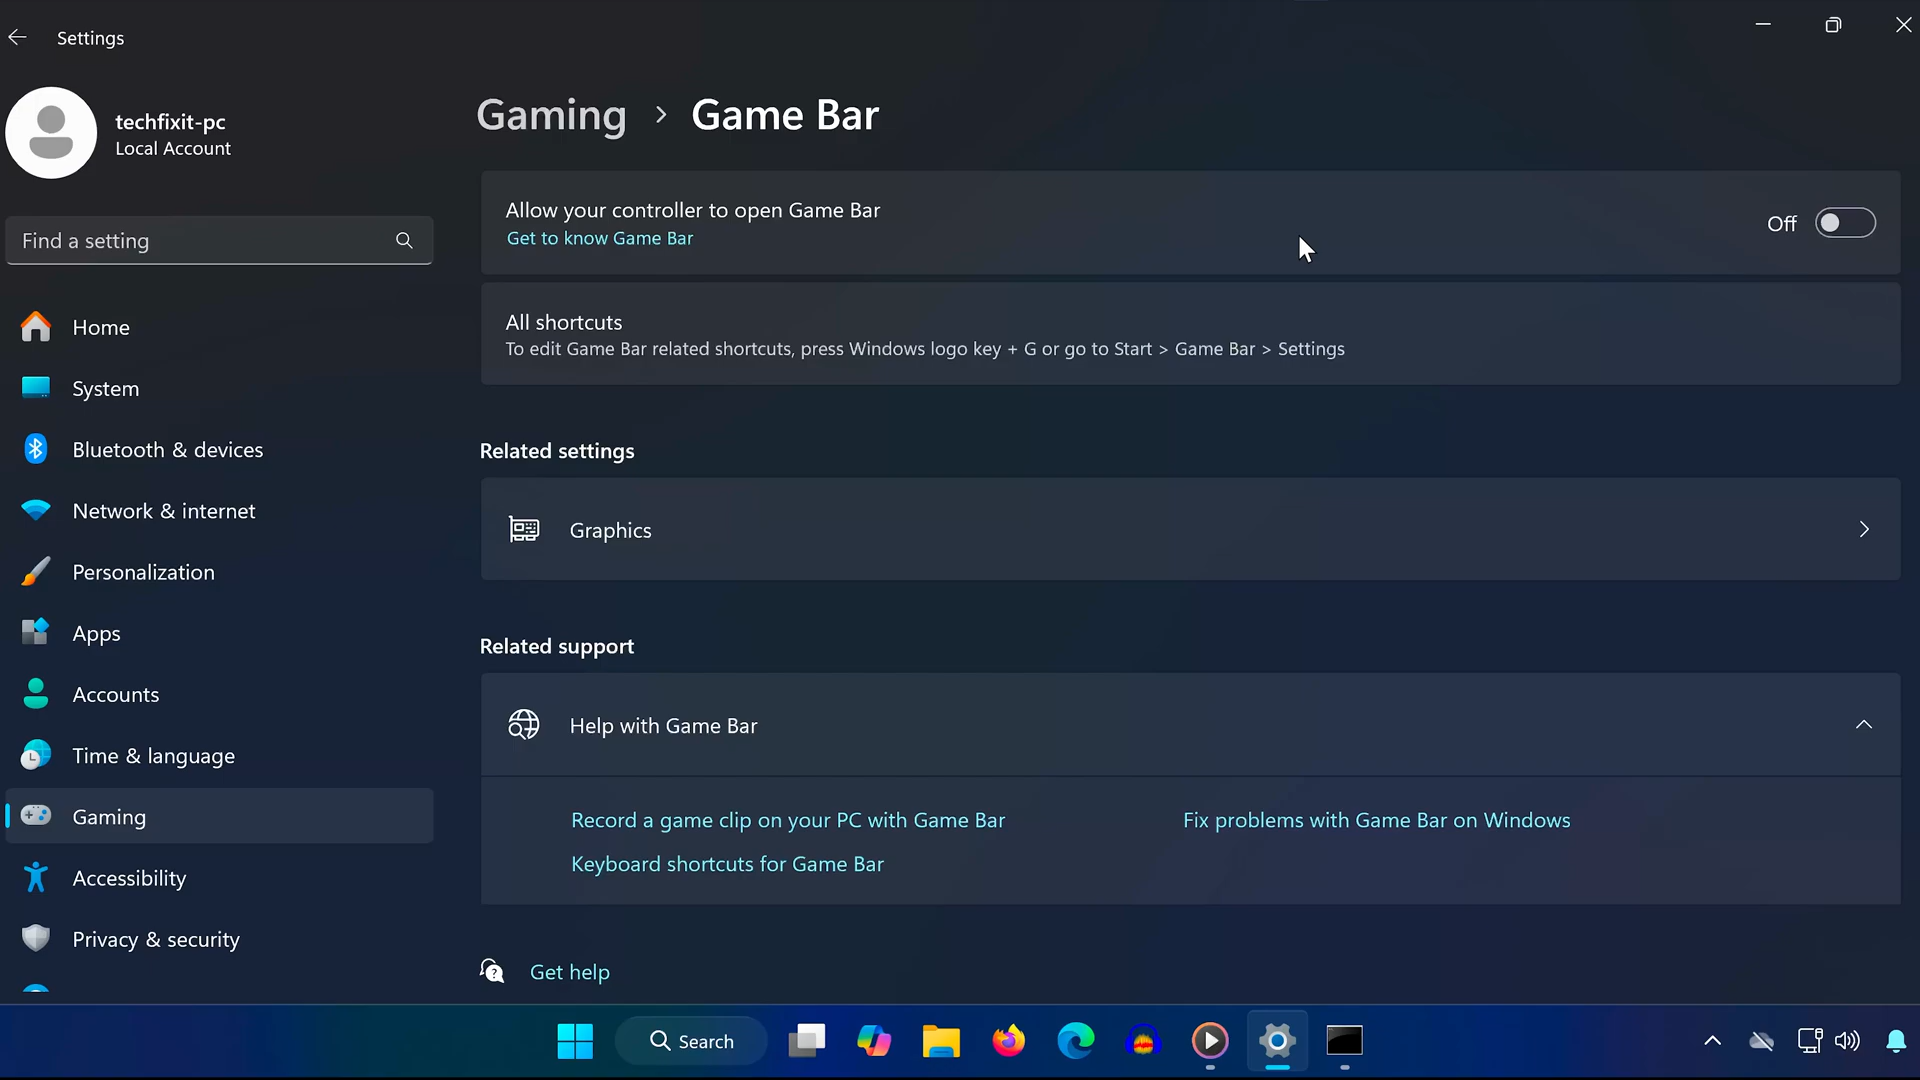 Settings
techfixit-pc
Local Account
Find a setting
Home
System
Bluetooth & devices
Network & internet
Personalization
Apps
Accounts
Time & language
Gaming
Accessibility
Privacy & security
Gaming > Game Bar
Allow your controller to open Game Bar
Get to know Game Bar
Off
All shortcuts
To edit Game Bar related shortcuts, press Windows logo key + G or go to Start > Game Bar > Settings
Related settings
Graphics
Related support
Help with Game Bar
Record a game clip on your PC with Game Bar
Fix problems with Game Bar on Windows
Keyboard shortcuts for Game Bar
Get help
Search